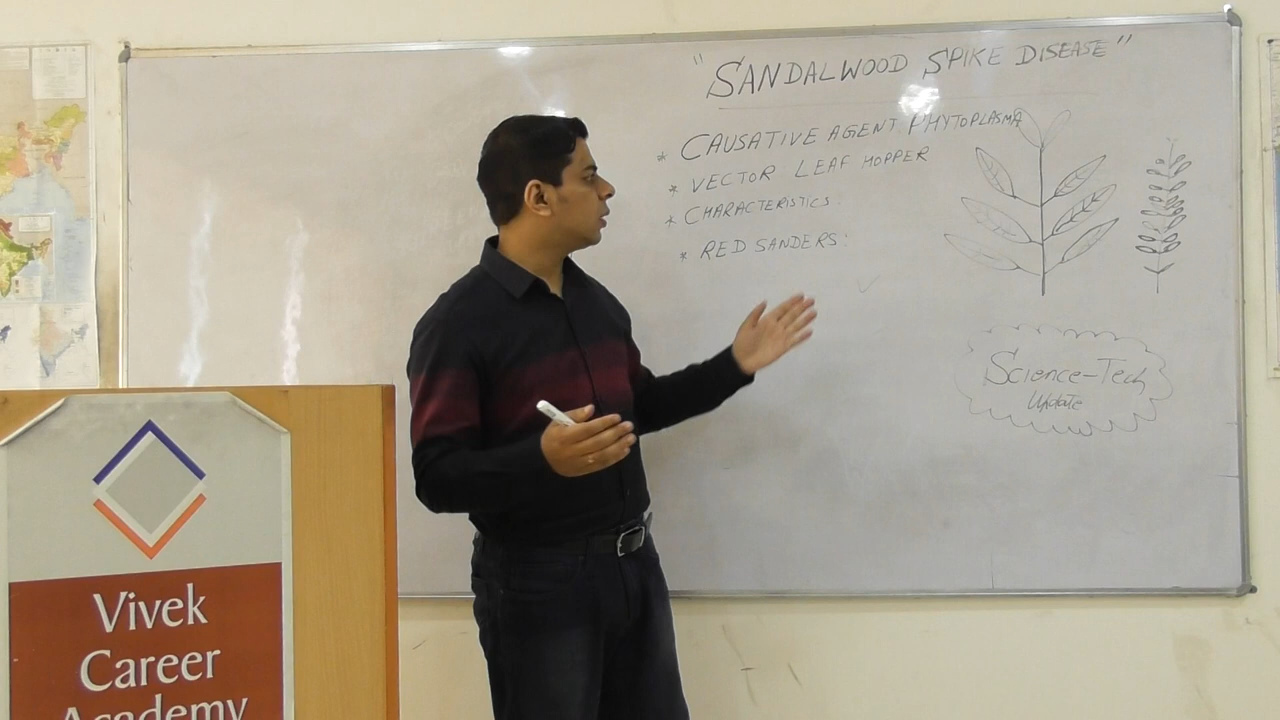 "SANDALWOOD SPIKE DISEASE"
* CAUSATIVE AGENT PHYTOPLASMA
* VECTOR LEAF HOPPER
* CHARACTERISTICS:
* RED SANDERS:
Science-Tech
Update
Vivek
Career
Academy